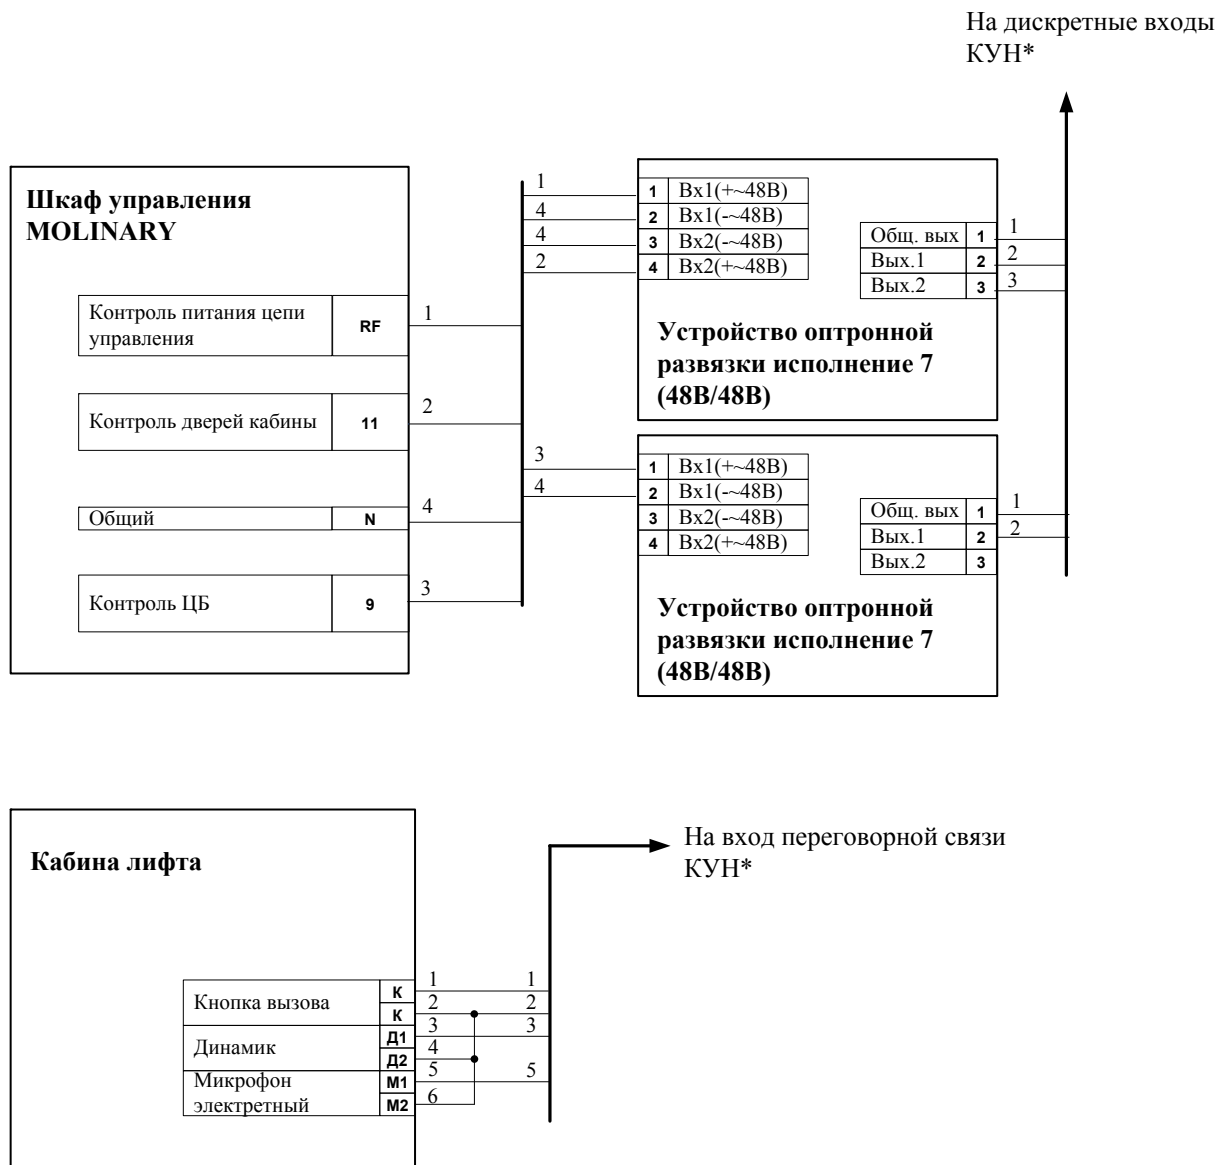 На дискретные входы
КУН*
Шкаф управления
MOLINARY
Контроль питания цепи
управления
RF
1
Контроль дверей кабины
11
2
Общий
N
4
Контроль ЦБ
9
3
1
4
4
2
1 Вх1(+~48В)
2 Вх1(-~48В)
3 Вх2(-~48В)
4 Вх2(+~48В)
Общ. вых 1
Вых.1 2
Вых.2 3
1
2
3
Устройство оптронной
развязки исполнение 7
(48В/48В)
3
4
1 Вх1(+~48В)
2 Вх1(-~48В)
3 Вх2(-~48В)
4 Вх2(+~48В)
Общ. вых 1
Вых.1 2
Вых.2 3
1
2
Устройство оптронной
развязки исполнение 7
(48В/48В)
Кабина лифта
На вход переговорной связи
КУН*
Кнопка вызова
К
К
Динамик
Д1
Д2
Микрофон
электретный
М1
М2
1
2
3
4
5
6
1
2
3
5